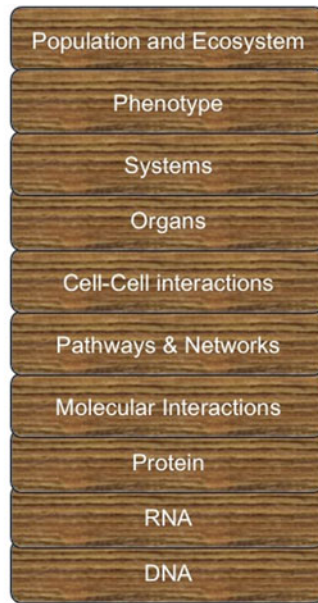 Population and Ecosystem
Phenotype
Systems
Organs
Cell-Cell interactions
Pathways & Networks
Molecular Interactions
Protein
RNA
DNA